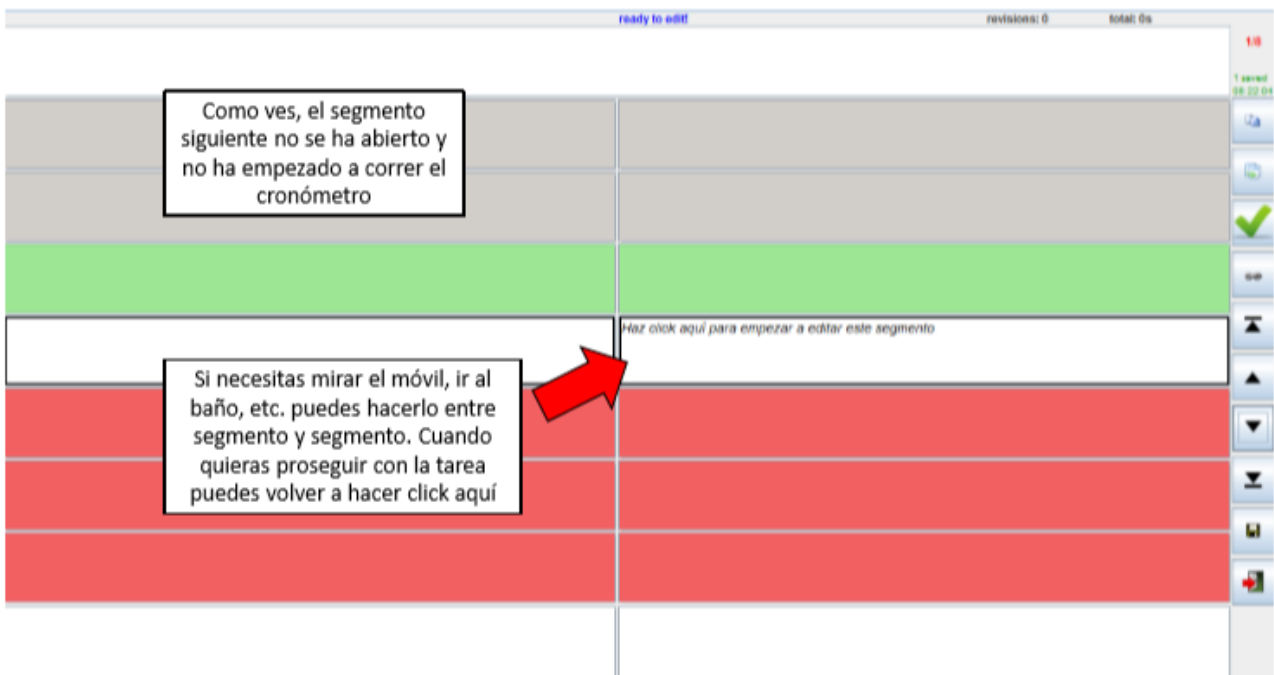 ready to edit! revisions: 0 total: 0s
1/8
1 saved
08:22:04
Como ves, el segmento
siguiente no se ha abierto y
no ha empezado a correr el
cronómetro
Haz click aquí para empezar a editar este segmento
Si necesitas mirar el móvil, ir al
baño, etc. puedes hacerlo entre
segmento y segmento. Cuando
quieras proseguir con la tarea
puedes volver a hacer click aquí